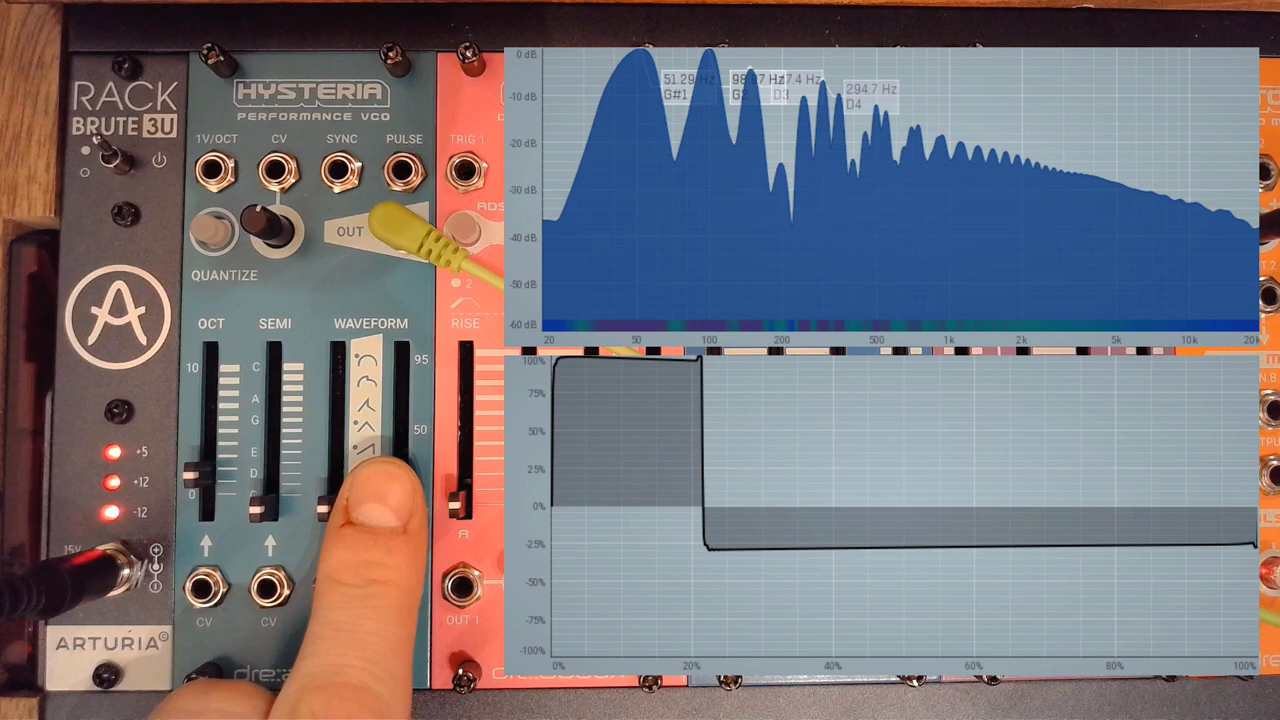 RACK
BRUTE 3U
HYSTERIA
PERFORMANCE VCO
1V/OCT CV SYNC PULSE
TRIG 1
OUT
QUANTIZE
2
OCT SEMI WAVEFORM
RISE
10
0
C
A
G
E
D
95
50
+5
+12
-12
15V
CV CV
OUT 1
ARTURIA
0 dB
-10 dB
-20 dB
-30 dB
-40 dB
-50 dB
-60 dB
51.29 Hz
G#1
G2
D3
294.7 Hz
D4
20 50 100 200 500 1k 2k 5k 10k 20k
100%
75%
50%
25%
0%
-25%
-50%
-75%
-100%
0% 20% 40% 60% 80% 100%